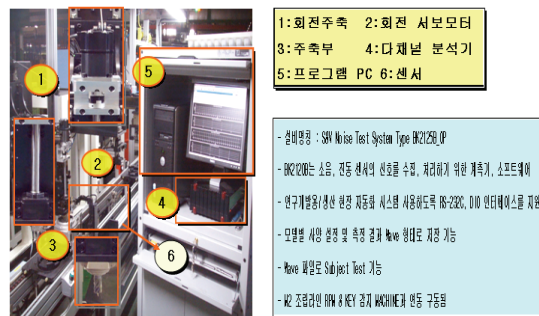 1:회전주축 2:회전 서보모터
3:주축부 4:다채널 분석기
5:프로그램 PC 6:센서
1
5
2
4
3
6
- 설비명칭 : S&V Noise Test System Type BK2125B_OP
- BK2120B는 소음, 진동 센서의 신호를 수집, 처리하기 위한 계측기, 소프트웨어
- 연구개발용/생산 현장 자동화 시스템 사용하도록 RS-232C, DIO 인터페이스를 지원
- 모델별 사양 설정 및 측정 결과 Wave 형태로 저장 기능
- Wave 파일로 Subject Test 기능
- W2 조립라인 RPM & KEY 감지 MACHINE과 연동 구동됨